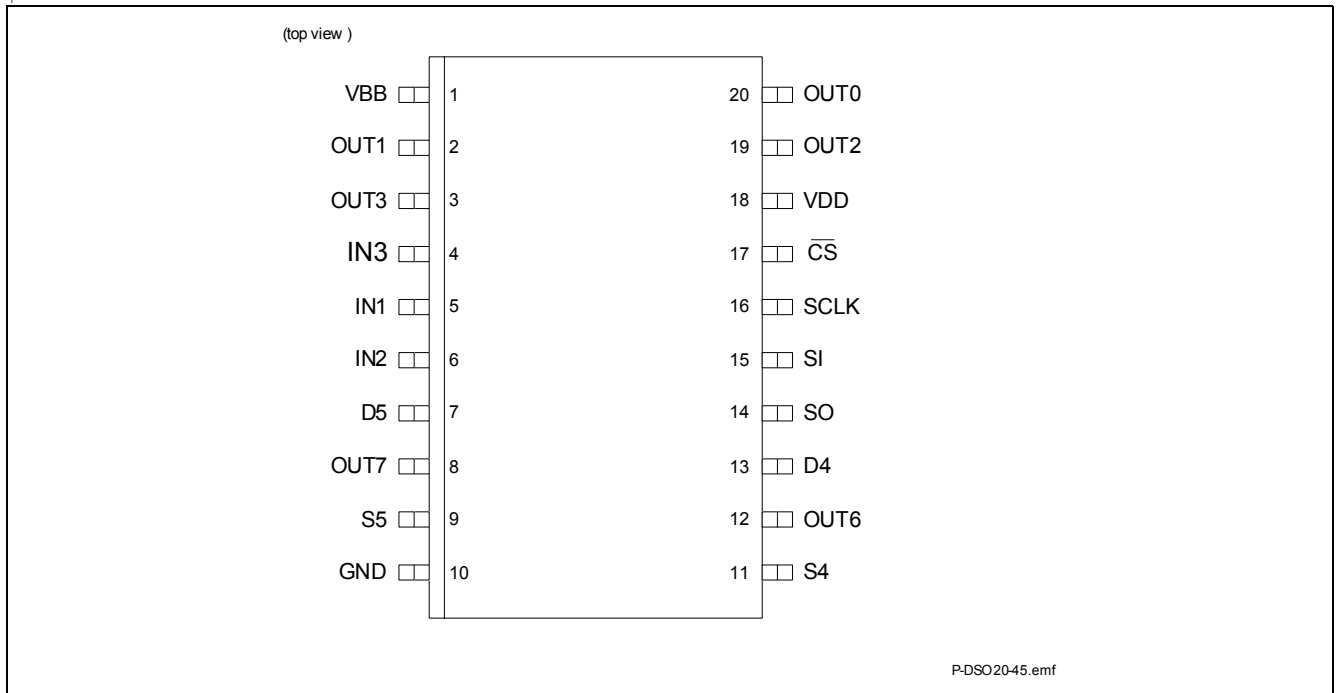 (top view )
VBB 1 20 OUT0
OUT1 2 19 OUT2
OUT3 3 18 VDD
IN3 4 17 C̅S̅
IN1 5 16 SCLK
IN2 6 15 SI
D5 7 14 SO
OUT7 8 13 D4
S5 9 12 OUT6
GND 10 11 S4
P-DSO20-45.emf